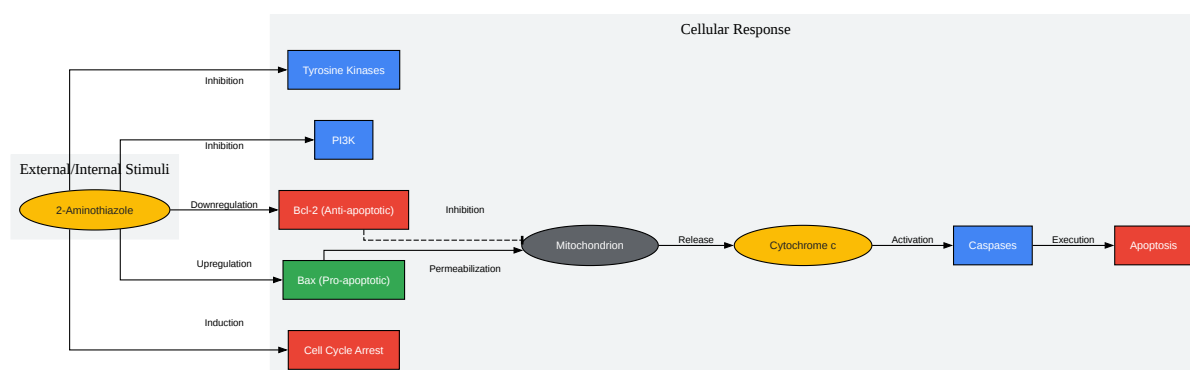 Cellular Response
Tyrosine Kinases
Inhibition
PI3K
Inhibition
External/Internal Stimuli
2-Aminothiazole
Downregulation
Bcl-2 (Anti-apoptotic)
Inhibition
Mitochondrion
Release
Cytochrome c
Activation
Caspases
Execution
Apoptosis
Upregulation
Bax (Pro-apoptotic)
Permeabilization
Induction
Cell Cycle Arrest